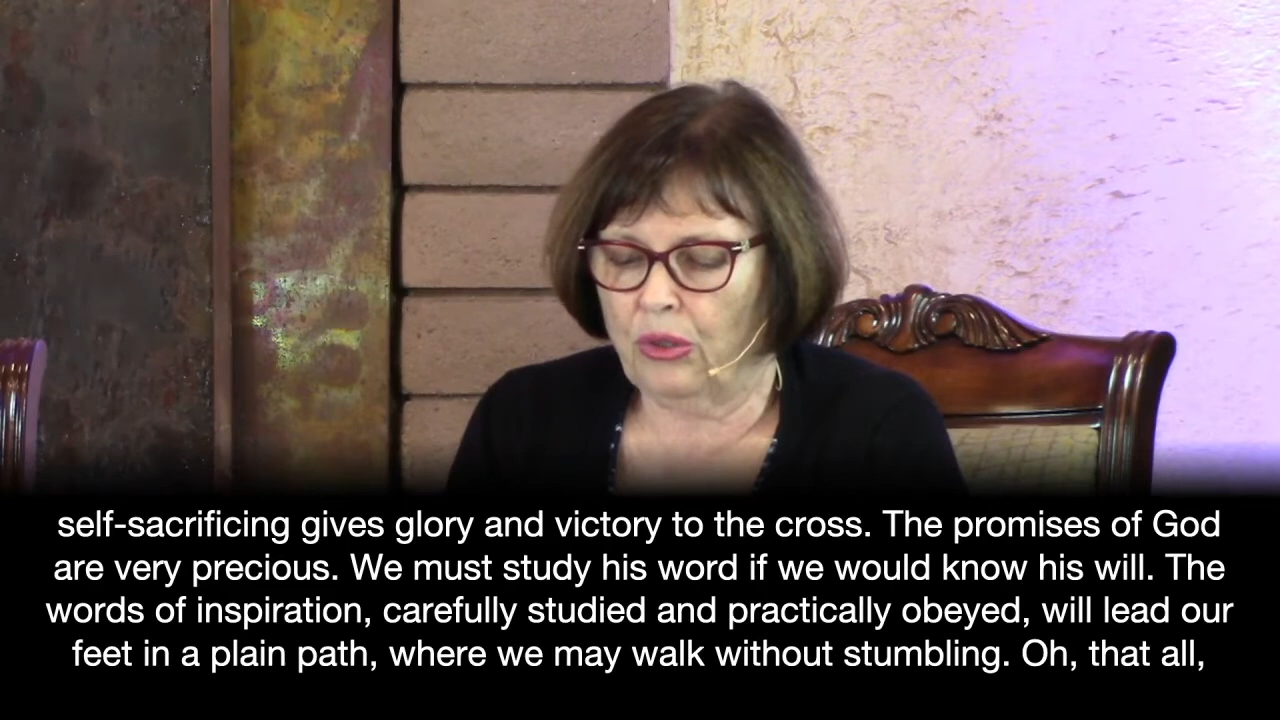 self-sacrificing gives glory and victory to the cross. The promises of God
are very precious. We must study his word if we would know his will. The
words of inspiration, carefully studied and practically obeyed, will lead our
feet in a plain path, where we may walk without stumbling. Oh, that all,